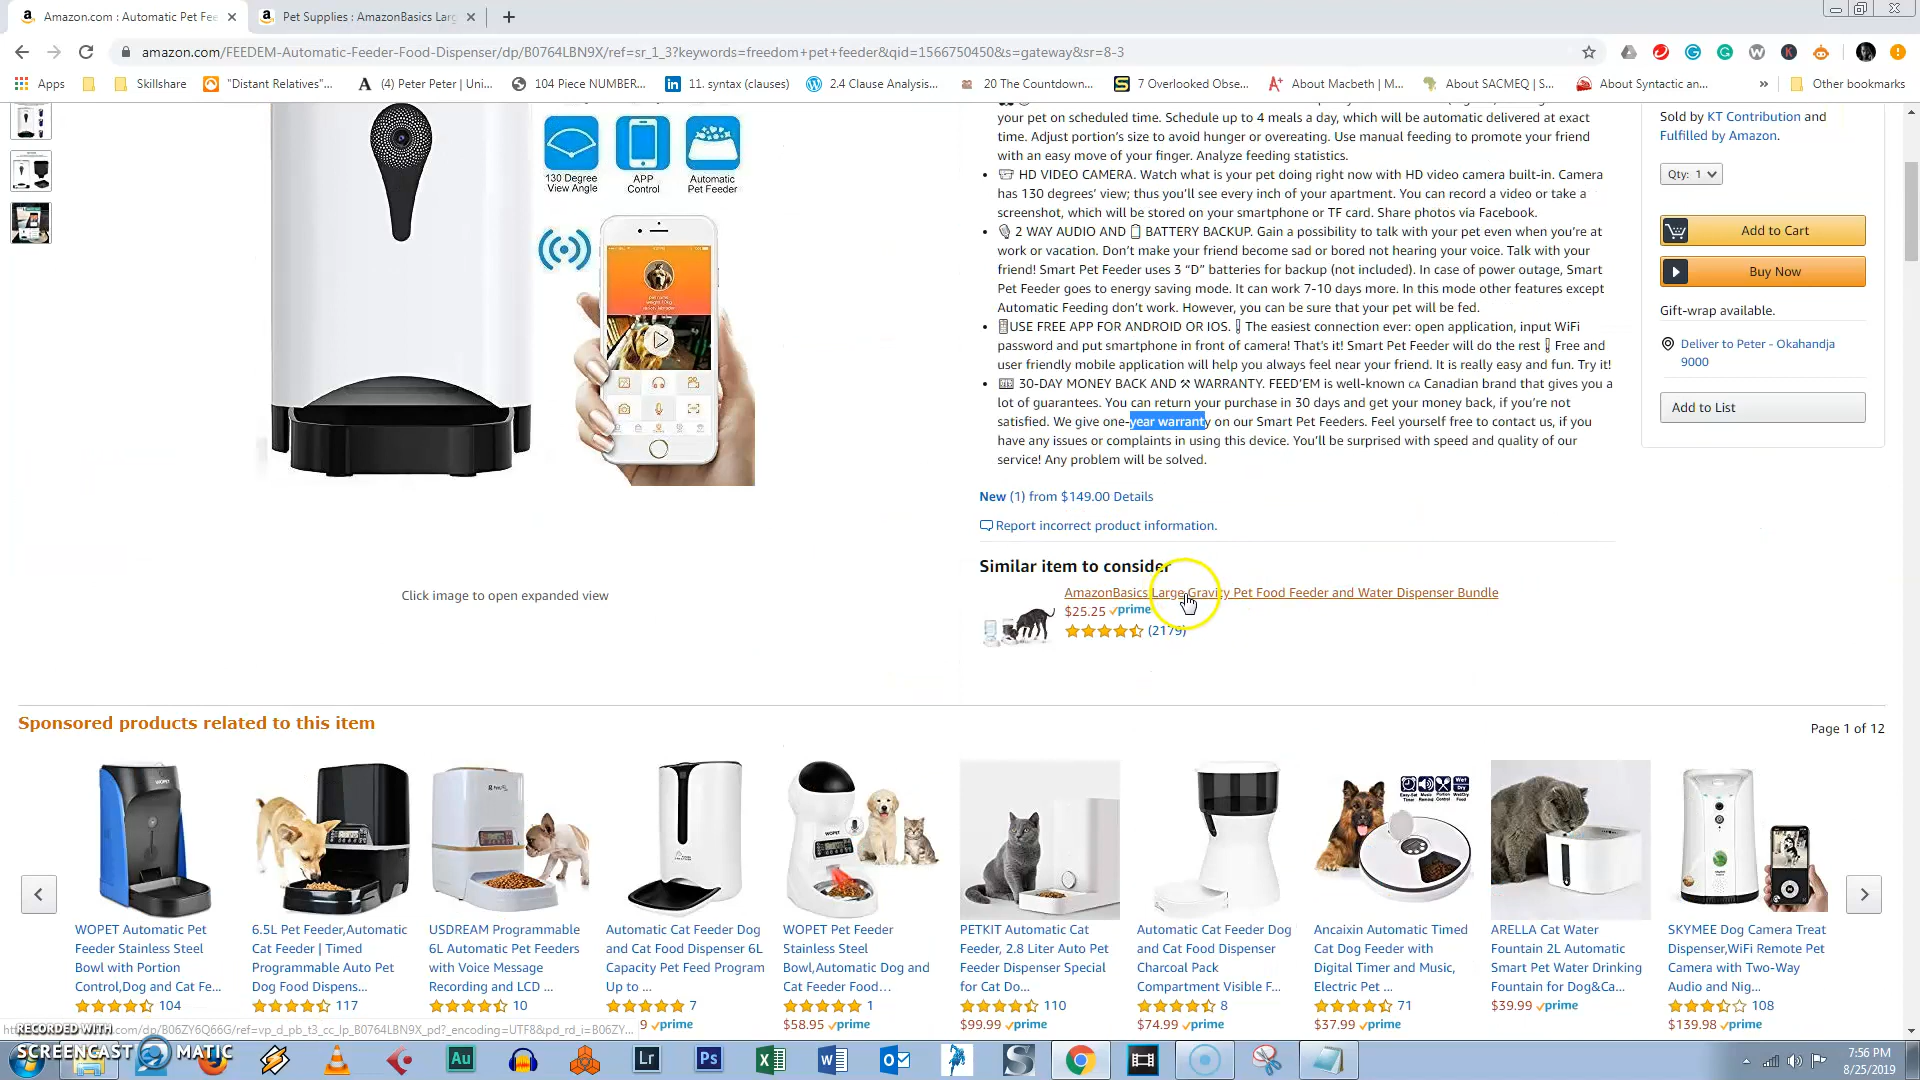 Amazon.com : Automatic Pet Fee
Pet Supplies : AmazonBasics Larg
amazon.com/FEEDEM-Automatic-Feeder-Food-Dispenser/dp/B0764LBN9X/ref=sr_1_3?keywords=freedom+pet+feeder&qid=1566750450&s=gateway&sr=8-3
Apps
Skillshare
"Distant Relatives"...
(4) Peter Peter | Uni...
104 Piece NUMBER...
11. syntax (clauses)
2.4 Clause Analysis...
20 The Countdown...
7 Overlooked Obse...
About Macbeth | M...
About SACMEQ | S...
About Syntactic an...
»
Other bookmarks
130 Degree
View Angle
APP
Control
Automatic
Pet Feeder
Click image to open expanded view
your pet on scheduled time. Schedule up to 4 meals a day, which will be automatic delivered at exact
time. Adjust portion's size to avoid hunger or overeating. Use manual feeding to promote your friend
with an easy move of your finger. Analyze feeding statistics.
HD VIDEO CAMERA. Watch what is your pet doing right now with HD video camera built-in. Camera
has 130 degrees' view; thus you'll see every inch of your apartment. You can record a video or take a
screenshot, which will be stored on your smartphone or TF card. Share photos via Facebook.
2 WAY AUDIO AND BATTERY BACKUP. Gain a possibility to talk with your pet even when you're at
work or vacation. Don't make your friend become sad or bored not hearing your voice. Talk with your
friend! Smart Pet Feeder uses 3 "D" batteries for backup (not included). In case of power outage, Smart
Pet Feeder goes to energy saving mode. It can work 7-10 days more. In this mode other features except
Automatic Feeding don't work. However, you can be sure that your pet will be fed.
USE FREE APP FOR ANDROID OR IOS. The easiest connection ever: open application, input WiFi
password and put smartphone in front of camera! That's it! Smart Pet Feeder will do the rest Free and
user friendly mobile application will help you always feel near your friend. It is really easy and fun. Try it!
30-DAY MONEY BACK AND ⚒ WARRANTY. FEED'EM is well-known CA Canadian brand that gives you a
lot of guarantees. You can return your purchase in 30 days and get your money back, if you're not
satisfied. We give one-year warranty on our Smart Pet Feeders. Feel yourself free to contact us, if you
have any issues or complaints in using this device. You'll be surprised with speed and quality of our
service! Any problem will be solved.
New (1) from $149.00 Details
Report incorrect product information.
Similar item to consider
AmazonBasics Large Gravity Pet Food Feeder and Water Dispenser Bundle
$25.25 prime
(2179)
Sold by KT Contribution and
Fulfilled by Amazon.
Qty: 1
Add to Cart
Buy Now
Gift-wrap available.
Deliver to Peter - Okahandja
9000
Add to List
Sponsored products related to this item
Page 1 of 12
WOPET Automatic Pet
Feeder Stainless Steel
Bowl with Portion
Control,Dog and Cat Fe...
104
6.5L Pet Feeder,Automatic
Cat Feeder | Timed
Programmable Auto Pet
Dog Food Dispens...
117
USDREAM Programmable
6L Automatic Pet Feeders
with Voice Message
Recording and LCD ...
10
Automatic Cat Feeder Dog
and Cat Food Dispenser 6L
Capacity Pet Feed Program
Up to ...
7
9 prime
WOPET Pet Feeder
Stainless Steel
Bowl,Automatic Dog and
Cat Feeder Food...
1
$58.95 prime
PETKIT Automatic Cat
Feeder, 2.8 Liter Auto Pet
Feeder Dispenser Special
for Cat Do...
110
$99.99 prime
Automatic Cat Feeder Dog
and Cat Food Dispenser
Charcoal Pack
Compartment Visible F...
8
$74.99 prime
Ancaixin Automatic Timed
Cat Dog Feeder with
Digital Timer and Music,
Electric Pet ...
71
$37.99 prime
ARELLA Cat Water
Fountain 2L Automatic
Smart Pet Water Drinking
Fountain for Dog&Ca...
$39.99 prime
SKYMEE Dog Camera Treat
Dispenser,WiFi Remote Pet
Camera with Two-Way
Audio and Nig...
108
$139.98 prime
.com/dp/B06ZY6Q66G/ref=vp_d_pb_t3_cc_lp_B0764LBN9X_pd?_encoding=UTF8&pd_rd_i=B06ZY...
RECORDED WITH
SCREENCAST MATIC
7:56 PM
8/25/2019